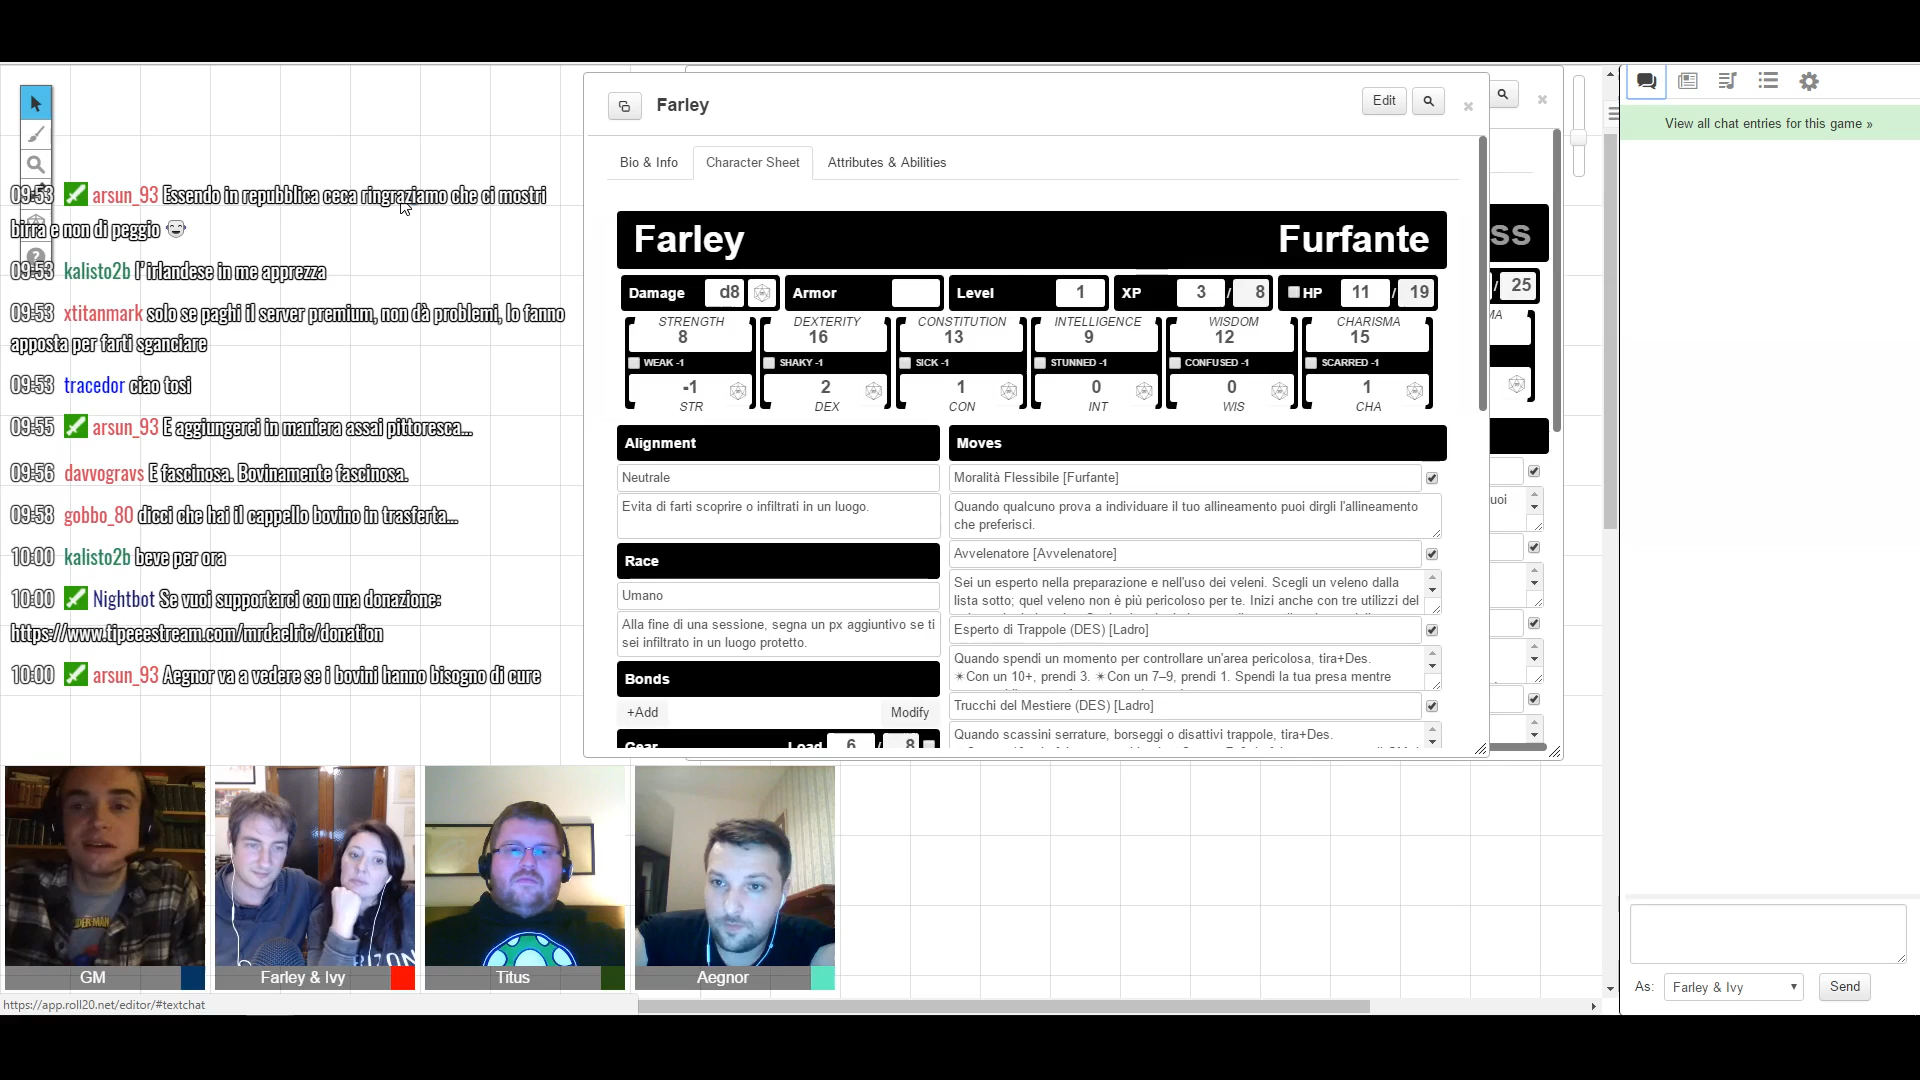 Farley
Edit
Bio & Info
Character Sheet
Attributes & Abilities
View all chat entries for this game »
09:53 arsun_93 Essendo in repubblica ceca ringraziamo che ci mostri
birra e non di peggio
09:53 kalisto2b l'irlandese in me apprezza
09:53 xtitanmark solo se paghi il server premium, non dà problemi, lo fanno
apposta per farti sganciare
09:53 tracedor ciao tosi
09:55 arsun_93 E aggiungerei in maniera assai pittoresca...
09:56 davvogravs E fascinosa. Bovinamente fascinosa.
09:58 gobbo_80 dicci che hai il cappello bovino in trasferta...
10:00 kalisto2b beve per ora
10:00 Nightbot Se vuoi supportarci con una donazione:
https://www.tipeeestream.com/mrdaelric/donation
10:00 arsun_93 Aegnor va a vedere se i bovini hanno bisogno di cure
Farley Furfante
ss
Damage d8 Armor Level 1 XP 3 / 8 HP 11 / 19
/ 25
STRENGTH DEXTERITY CONSTITUTION INTELLIGENCE WISDOM CHARISMA
MA
8 16 13 9 12 15
WEAK -1 SHAKY -1 SICK -1 STUNNED -1 CONFUSED -1 SCARRED -1
-1 2 1 0 0 1
STR DEX CON INT WIS CHA
Alignment
Neutrale
Evita di farti scoprire o infiltrati in un luogo.
Race
Umano
Alla fine di una sessione, segna un px aggiuntivo se ti
sei infiltrato in un luogo protetto.
Bonds
+Add Modify
Gear Load 6 / 8
Moves
Moralità Flessibile [Furfante]
Quando qualcuno prova a individuare il tuo allineamento puoi dirgli l'allineamento
che preferisci.
uoi
Avvelenatore [Avvelenatore]
Sei un esperto nella preparazione e nell'uso dei veleni. Scegli un veleno dalla
lista sotto; quel veleno non è più pericoloso per te. Inizi anche con tre utilizzi del
Esperto di Trappole (DES) [Ladro]
Quando spendi un momento per controllare un'area pericolosa, tira+Des.
✴Con un 10+, prendi 3. ✴Con un 7–9, prendi 1. Spendi la tua presa mentre
Trucchi del Mestiere (DES) [Ladro]
Quando scassini serrature, borseggi o disattivi trappole, tira+Des.
GM
Farley & Ivy
Titus
Aegnor
https://app.roll20.net/editor/#textchat
As: Farley & Ivy Send